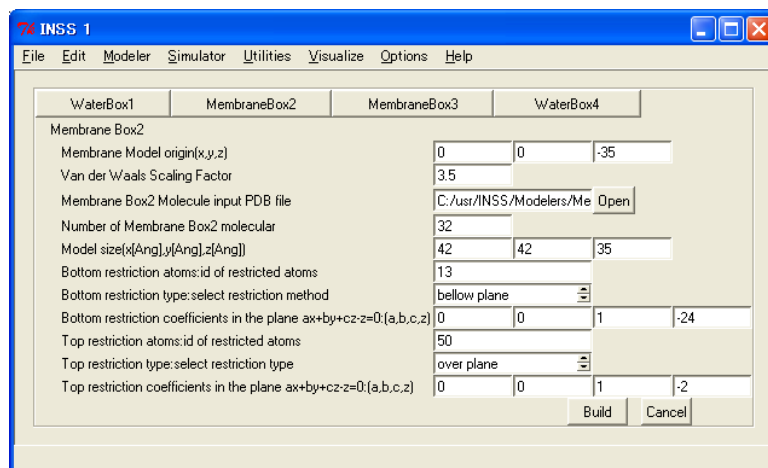 INSS 1
File Edit Modeler Simulator Utilities Visualize Options Help
WaterBox1 MembraneBox2 MembraneBox3 WaterBox4
Membrane Box2
Membrane Model origin(x,y,z) 0 0 -35
Van der Waals Scaling Factor 3.5
Membrane Box2 Molecule input PDB file C:/usr/INSS/Modelers/Me Open
Number of Membrane Box2 molecular 32
Model size(x[Ang],y[Ang],z[Ang]) 42 42 35
Bottom restriction atoms:id of restricted atoms 13
Bottom restriction type:select restriction method bellow plane
Bottom restriction coefficients in the plane ax+by+cz-z=0:(a,b,c,z) 0 0 1 -24
Top restriction atoms:id of restricted atoms 50
Top restriction type:select restriction type over plane
Top restriction coefficients in the plane ax+by+cz-z=0:(a,b,c,z) 0 0 1 -2
Build Cancel